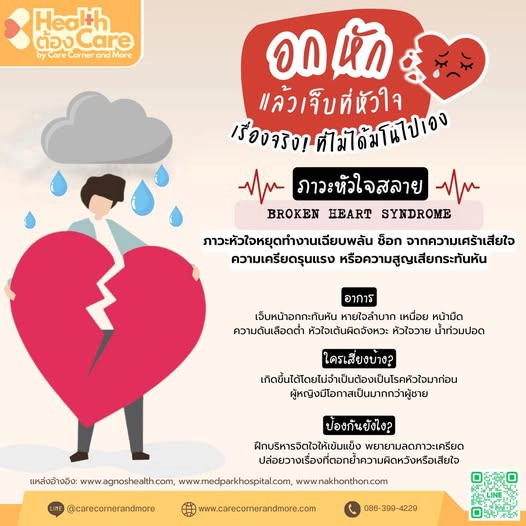 Health
ต้อง Care
by Care Corner and More
อกหัก
แล้วเจ็บที่หัวใจ
เรื่องจริง! ที่ไม่ได้มโนไปเอง
ภาวะหัวใจสลาย
BROKEN HEART SYNDROME
ภาวะหัวใจหยุดทำงานเฉียบพลัน ช็อก จากความเศร้าเสียใจ
ความเครียดรุนแรง หรือความสูญเสียกระทันหัน
อาการ
เจ็บหน้าอกกะทันหัน หายใจลำบาก เหนื่อย หน้ามืด
ความดันเลือดต่ำ หัวใจเต้นผิดจังหวะ หัวใจวาย น้ำท่วมปอด
ใครเสี่ยงบ้าง?
เกิดขึ้นได้โดยไม่จำเป็นต้องเป็นโรคหัวใจมาก่อน
ผู้หญิงมีโอกาสเป็นมากกว่าผู้ชาย
ป้องกันยังไง?
ฝึกบริหารจิตใจให้เข้มแข็ง พยายามลดภาวะเครียด
ปล่อยวางเรื่องที่ตอกย้ำความผิดหวังหรือเสียใจ
แหล่งอ้างอิง: www.agnoshealth.com, www.medparkhospital.com, www.nakhonthon.com
LINE @carecornerandmore
www.carecornerandmore.com
086-399-4229